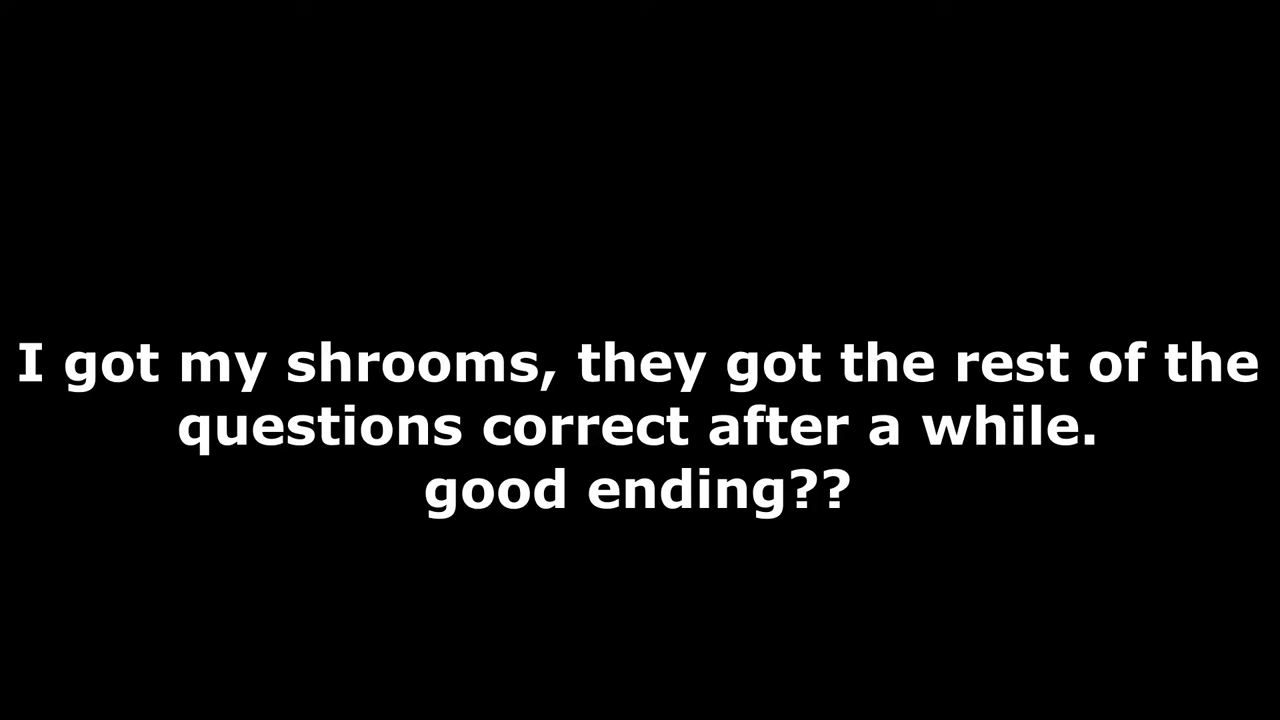 I got my shrooms, they got the rest of the
questions correct after a while.
good ending??